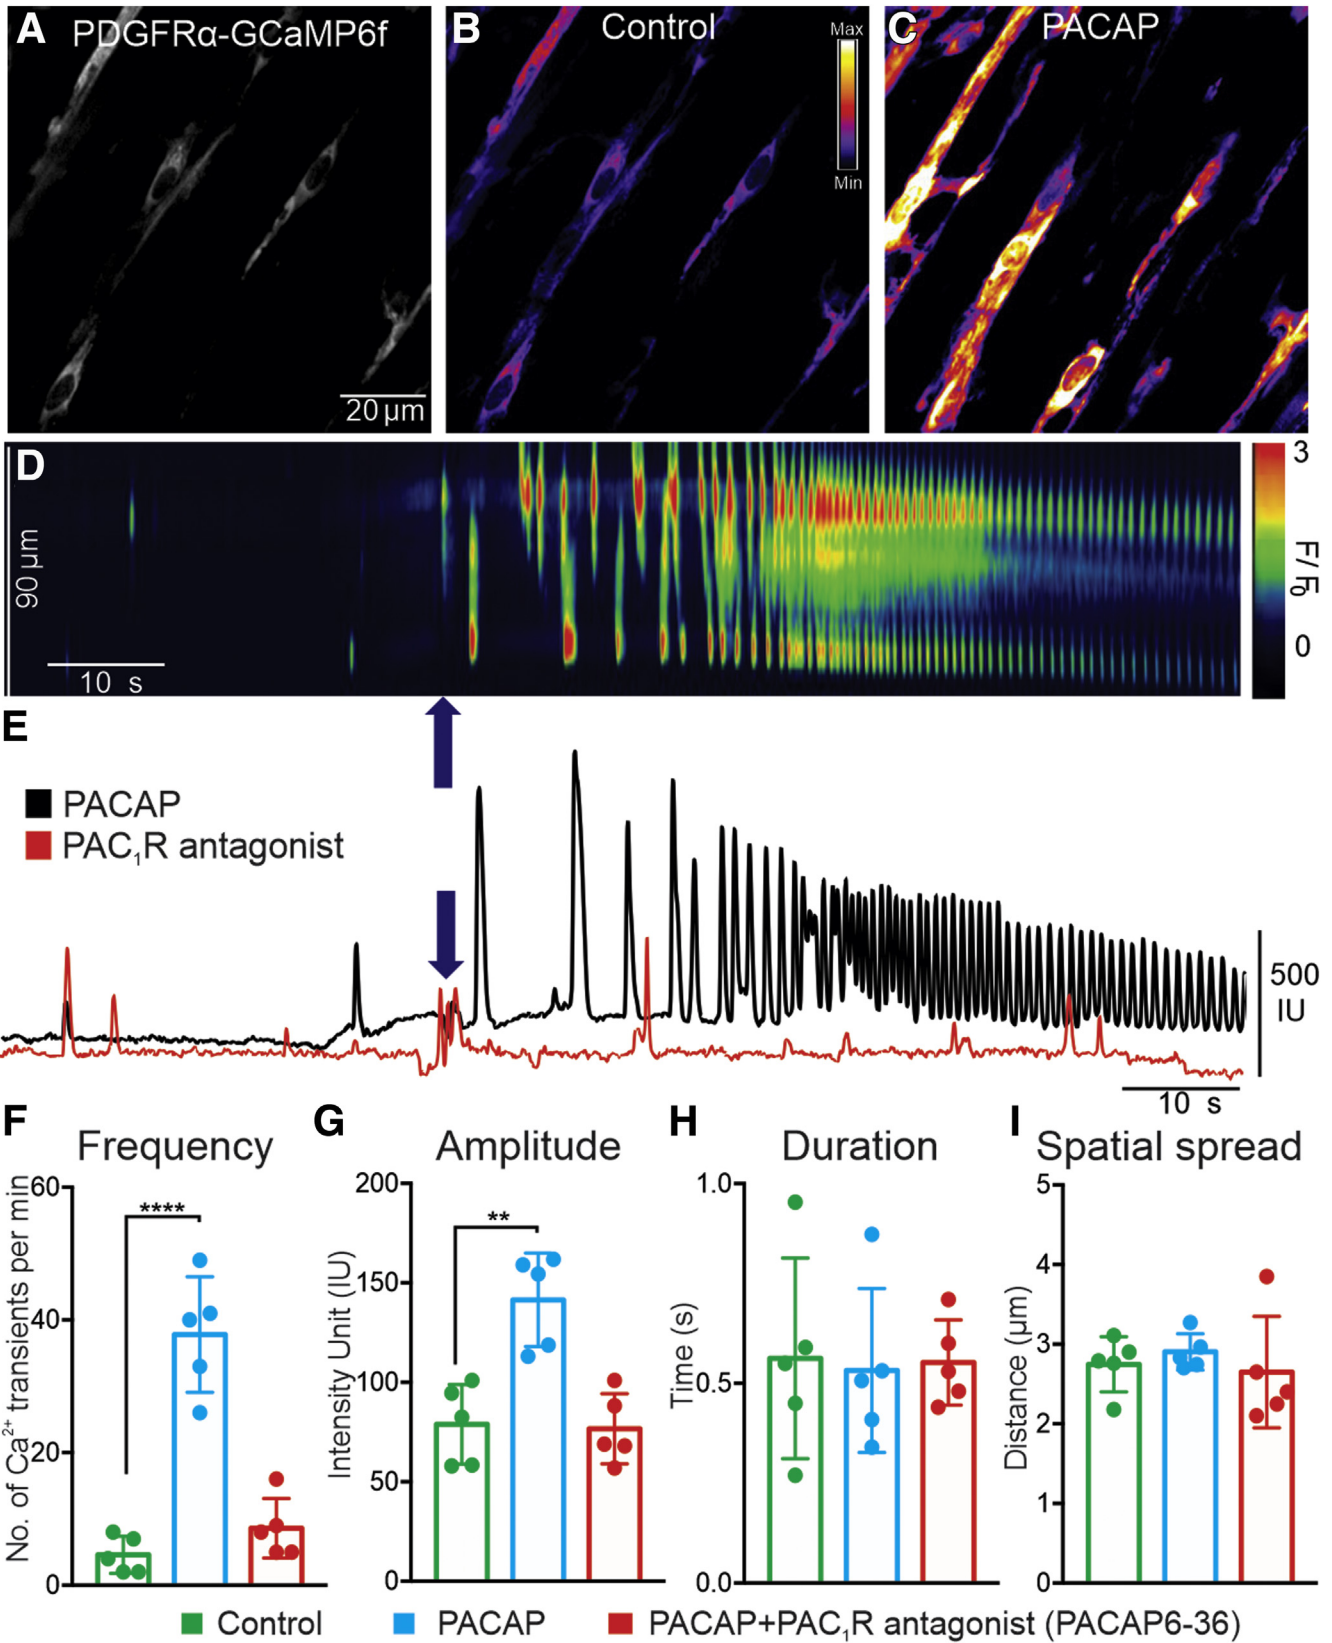 A PDGFRα-GCaMP6f
20 μm
B Control
Max
Min
C PACAP
D
90 μm
10 s
3
F/F0
0
E
PACAP
PAC1R antagonist
500
IU
10 s
F Frequency
No. of Ca2+ transients per min
60
40
20
0
****
G Amplitude
Intensity Unit (IU)
200
150
100
50
0
**
H Duration
Time (s)
1.0
0.5
0.0
I Spatial spread
Distance (μm)
5
4
3
2
1
0
Control PACAP PACAP+PAC1R antagonist (PACAP6-36)